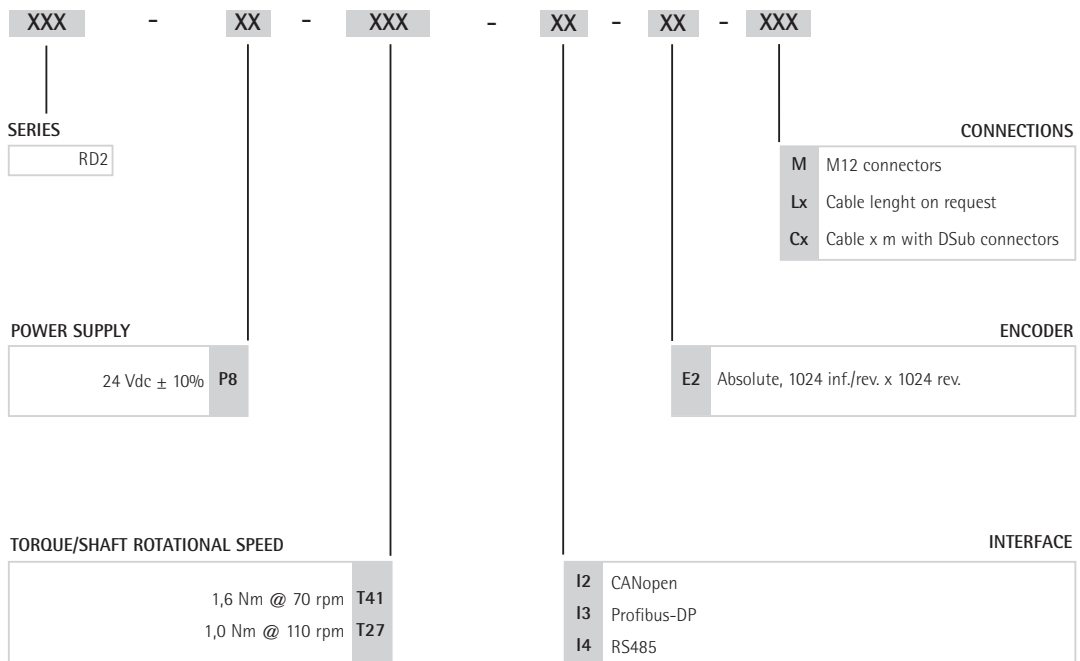 XXX - XX - XXX - XX - XX - XXX
SERIES
RD2
CONNECTIONS
M M12 connectors
Lx Cable lenght on request
Cx Cable x m with DSub connectors
POWER SUPPLY
24 Vdc ± 10% P8
ENCODER
E2 Absolute, 1024 inf./rev. x 1024 rev.
TORQUE/SHAFT ROTATIONAL SPEED
1,6 Nm @ 70 rpm T41
1,0 Nm @ 110 rpm T27
INTERFACE
I2 CANopen
I3 Profibus-DP
I4 RS485